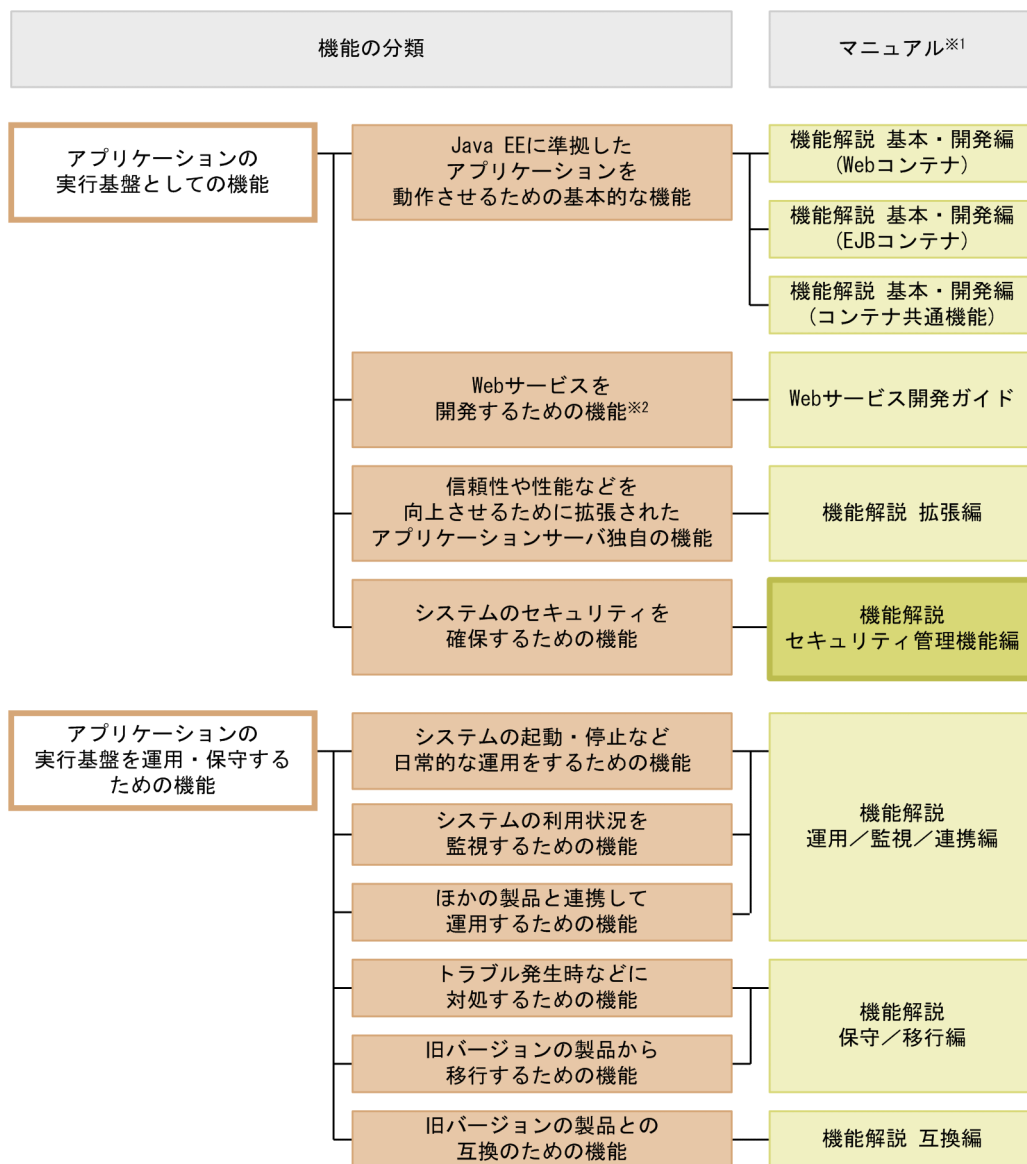 機能の分類
マニュアル※1
アプリケーションの
実行基盤としての機能
Java EEに準拠した
アプリケーションを
動作させるための基本的な機能
機能解説 基本・開発編
(Webコンテナ)
機能解説 基本・開発編
(EJBコンテナ)
機能解説 基本・開発編
(コンテナ共通機能)
Webサービスを
開発するための機能※2
Webサービス開発ガイド
信頼性や性能などを
向上させるために拡張された
アプリケーションサーバ独自の機能
機能解説 拡張編
システムのセキュリティを
確保するための機能
機能解説
セキュリティ管理機能編
アプリケーションの
実行基盤を運用・保守する
ための機能
システムの起動・停止など
日常的な運用をするための機能
システムの利用状況を
監視するための機能
ほかの製品と連携して
運用するための機能
機能解説
運用／監視／連携編
トラブル発生時などに
対処するための機能
旧バージョンの製品から
移行するための機能
機能解説
保守／移行編
旧バージョンの製品との
互換のための機能
機能解説 互換編